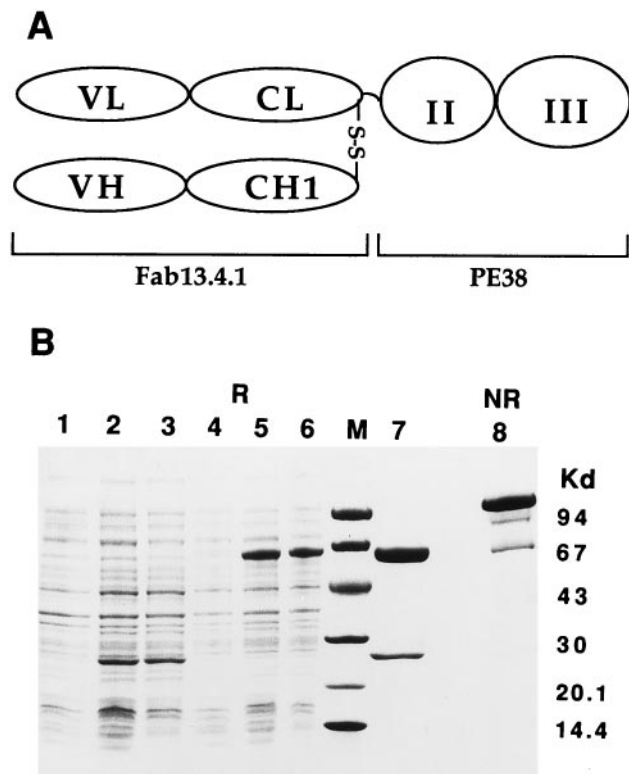 A
VL CL II III
S-S
VH CH1
Fab13.4.1 PE38
B
R NR
1 2 3 4 5 6 M 7 8
Kd
94
67
43
30
20.1
14.4